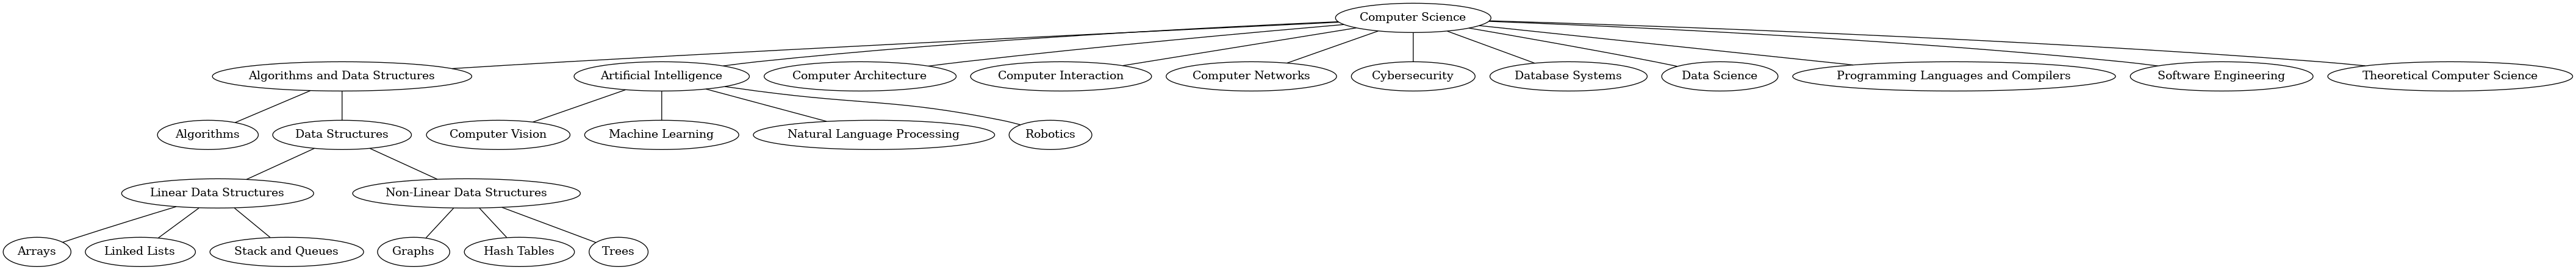 Computer Science
Algorithms and Data Structures
Artificial Intelligence
Computer Architecture
Computer Interaction
Computer Networks
Cybersecurity
Database Systems
Data Science
Programming Languages and Compilers
Software Engineering
Theoretical Computer Science
Algorithms
Data Structures
Computer Vision
Machine Learning
Natural Language Processing
Robotics
Linear Data Structures
Non-Linear Data Structures
Arrays
Linked Lists
Stack and Queues
Graphs
Hash Tables
Trees